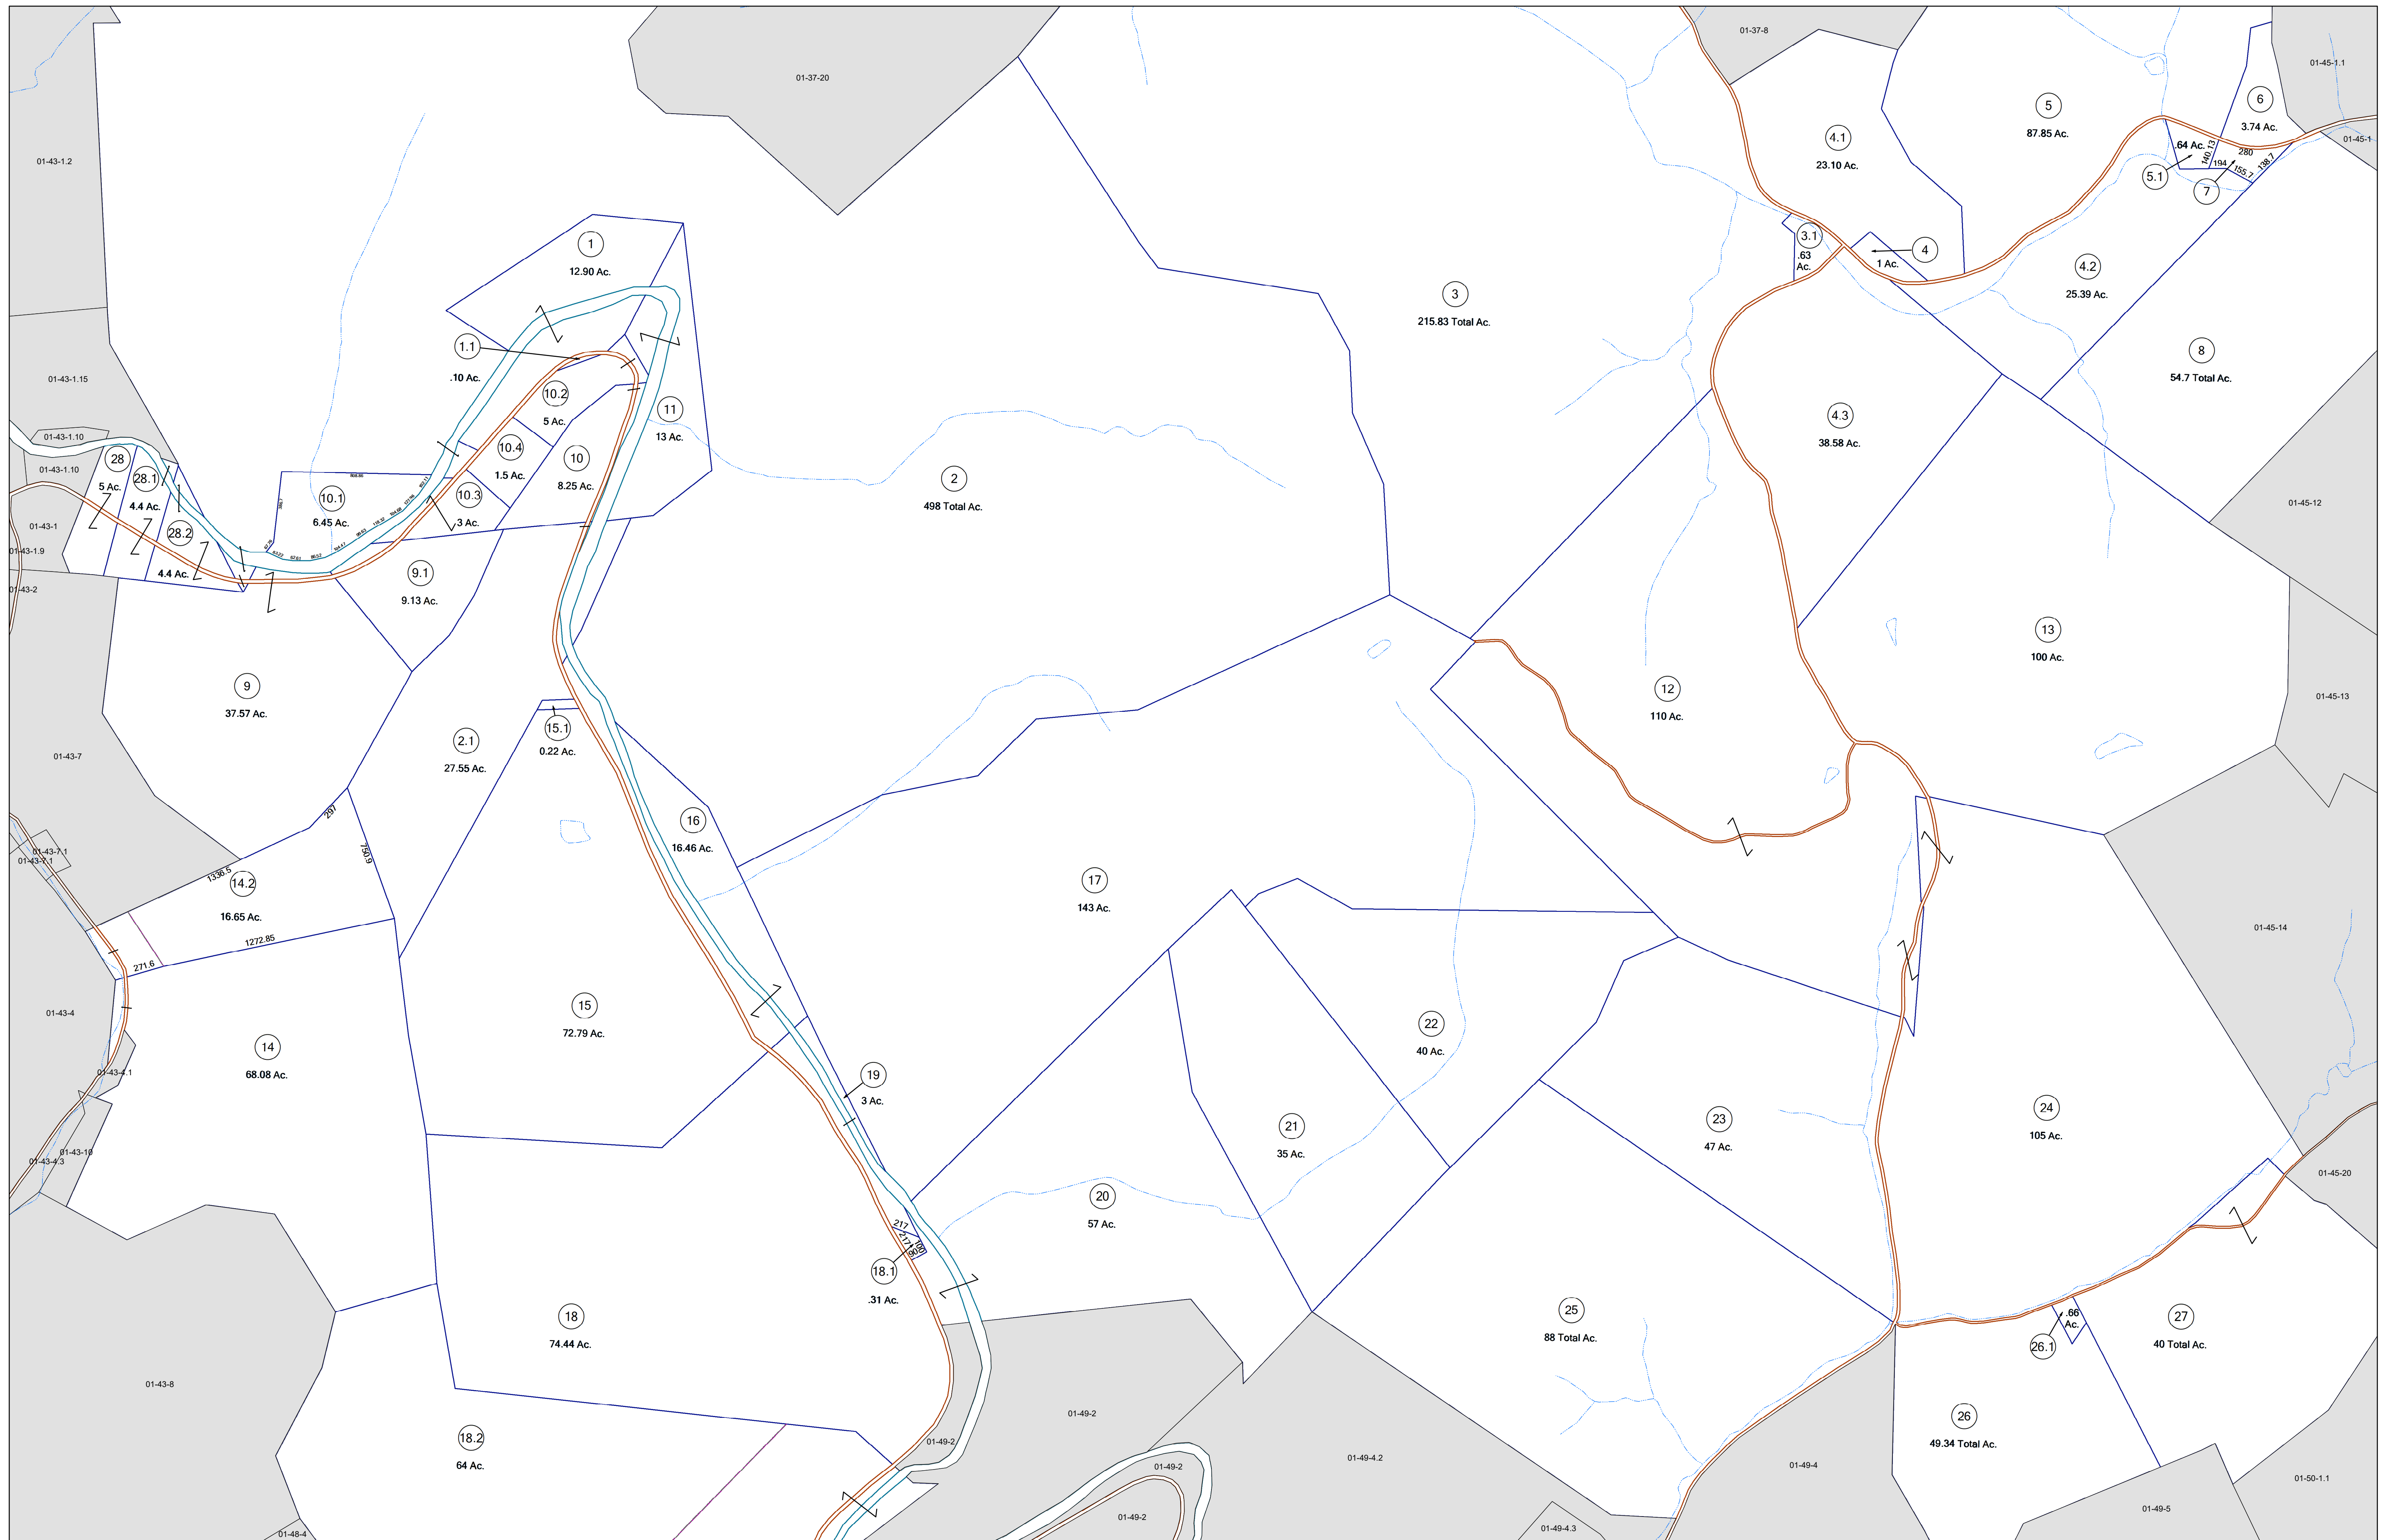 01-37-20
01-37-8
01-45-1.1
01-45-1
01-43-1.2
01-43-1.15
01-43-1.10
01-43-1.10
01-43-1
01-43-1.9
01-43-2
5
87.85 Ac.
6
3.74 Ac.
4.1
23.10 Ac.
.64 Ac.
140.13
194
280
155.7
138.7
5.1
7
3.1
.63
Ac.
4
1 Ac.
4.2
25.39 Ac.
1
12.90 Ac.
1.1
.10 Ac.
3
215.83 Total Ac.
8
54.7 Total Ac.
10.2
5 Ac.
11
13 Ac.
4.3
38.58 Ac.
10.4
1.5 Ac.
10
8.25 Ac.
28
5 Ac.
28.1
4.4 Ac.
28.2
4.4 Ac.
10.1
6.45 Ac.
10.3
.3 Ac.
2
498 Total Ac.
01-45-12
9.1
9.13 Ac.
13
100 Ac.
9
37.57 Ac.
12
110 Ac.
01-45-13
01-43-7
2.1
27.55 Ac.
15.1
0.22 Ac.
297
750.9
16
16.46 Ac.
01-43-7.1
01-43-7.1
1336.5
14.2
16.65 Ac.
1272.85
271.6
17
143 Ac.
01-45-14
01-43-4
15
72.79 Ac.
22
40 Ac.
14
68.08 Ac.
01-43-4.1
19
3 Ac.
24
105 Ac.
21
35 Ac.
23
47 Ac.
01-43-10
01-43-4.3
01-45-20
20
57 Ac.
217
217
100
90
18.1
.31 Ac.
18
74.44 Ac.
25
88 Total Ac.
.66
Ac.
26.1
27
40 Total Ac.
01-43-8
01-49-2
26
49.34 Total Ac.
18.2
64 Ac.
01-49-2
01-49-2
01-49-4.2
01-49-4
01-50-1.1
01-49-2
01-49-5
01-48-4
01-49-4.3